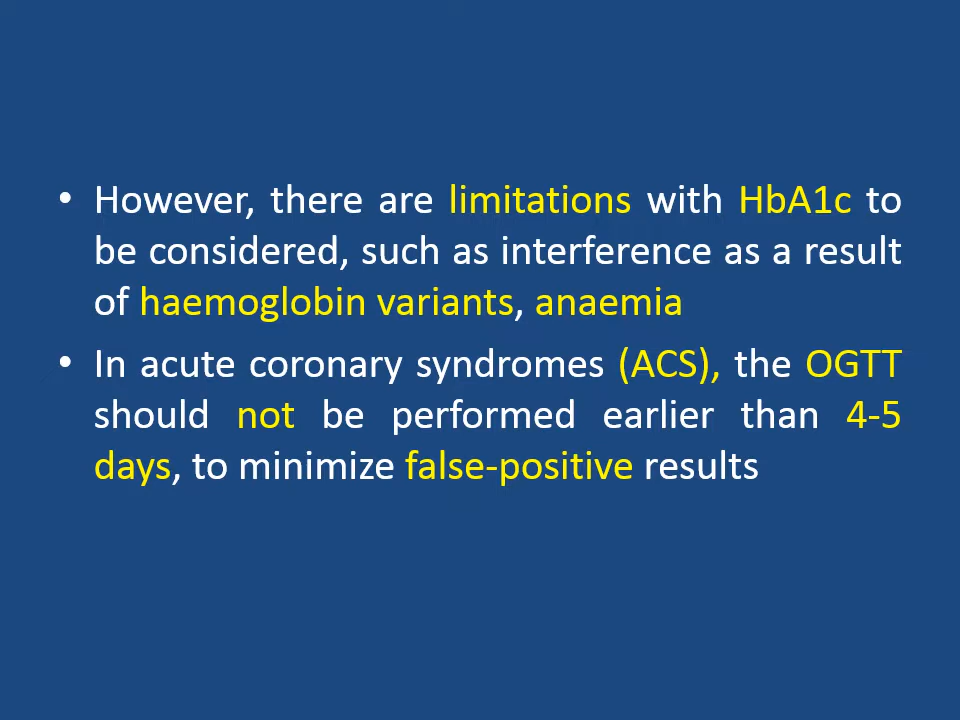 • However, there are limitations with HbA1c to
be considered, such as interference as a result
of haemoglobin variants, anaemia
• In acute coronary syndromes (ACS), the OGTT
should not be performed earlier than 4-5
days, to minimize false-positive results